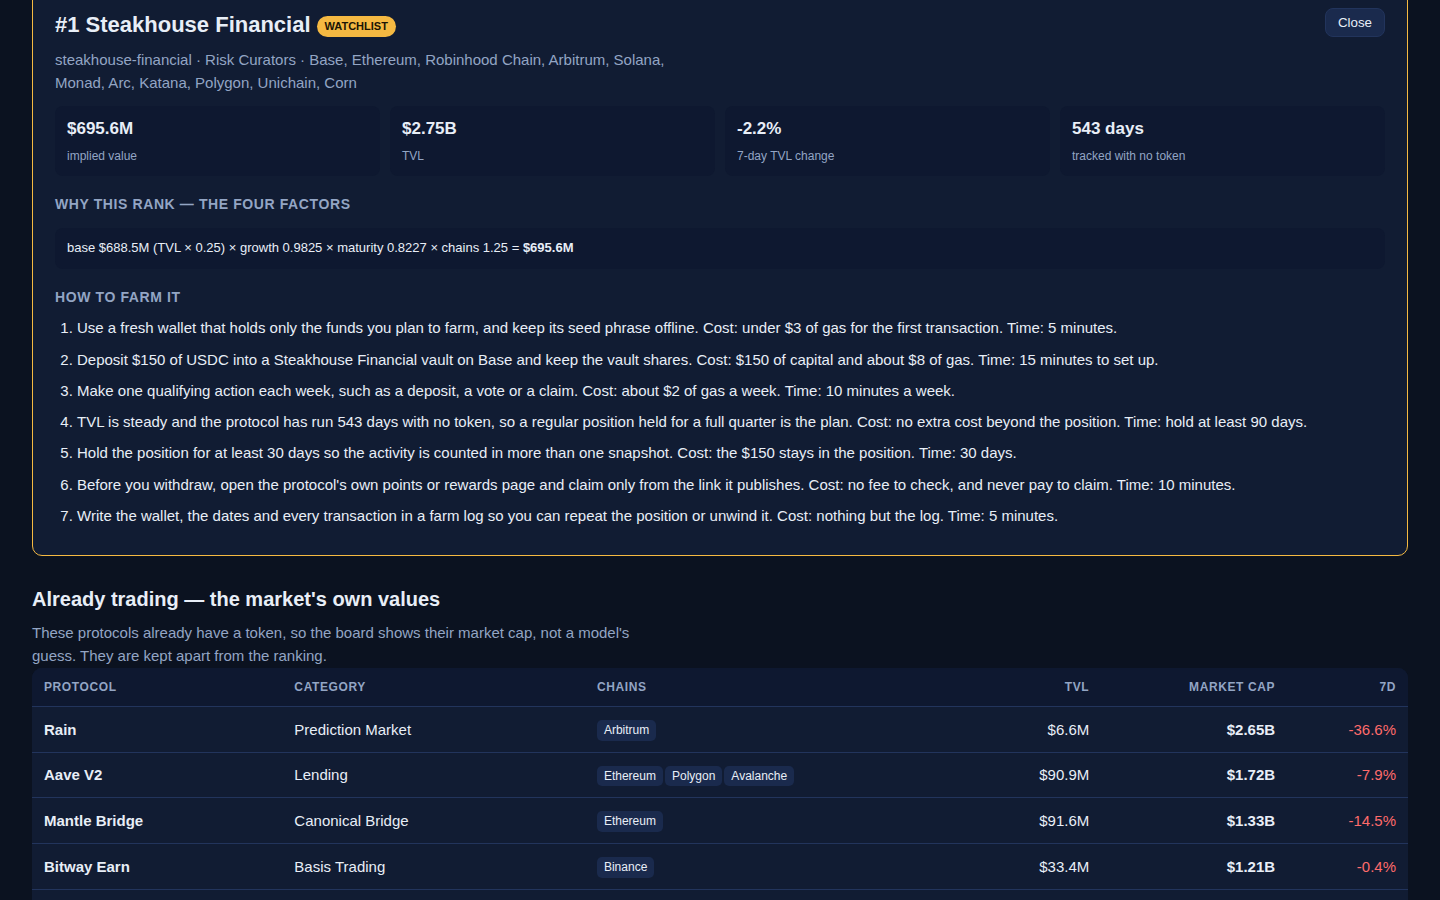 #1 Steakhouse Financial WATCHLIST
Close
steakhouse-financial · Risk Curators · Base, Ethereum, Robinhood Chain, Arbitrum, Solana,
Monad, Arc, Katana, Polygon, Unichain, Corn
$695.6M $2.75B -2.2% 543 days
implied value TVL 7-day TVL change tracked with no token
WHY THIS RANK — THE FOUR FACTORS
base $688.5M (TVL × 0.25) × growth 0.9825 × maturity 0.8227 × chains 1.25 = $695.6M
HOW TO FARM IT
1. Use a fresh wallet that holds only the funds you plan to farm, and keep its seed phrase offline. Cost: under $3 of gas for the first transaction. Time: 5 minutes.
2. Deposit $150 of USDC into a Steakhouse Financial vault on Base and keep the vault shares. Cost: $150 of capital and about $8 of gas. Time: 15 minutes to set up.
3. Make one qualifying action each week, such as a deposit, a vote or a claim. Cost: about $2 of gas a week. Time: 10 minutes a week.
4. TVL is steady and the protocol has run 543 days with no token, so a regular position held for a full quarter is the plan. Cost: no extra cost beyond the position. Time: hold at least 90 days.
5. Hold the position for at least 30 days so the activity is counted in more than one snapshot. Cost: the $150 stays in the position. Time: 30 days.
6. Before you withdraw, open the protocol's own points or rewards page and claim only from the link it publishes. Cost: no fee to check, and never pay to claim. Time: 10 minutes.
7. Write the wallet, the dates and every transaction in a farm log so you can repeat the position or unwind it. Cost: nothing but the log. Time: 5 minutes.
Already trading — the market's own values
These protocols already have a token, so the board shows their market cap, not a model's
guess. They are kept apart from the ranking.
PROTOCOL CATEGORY CHAINS TVL MARKET CAP 7D
Rain Prediction Market Arbitrum $6.6M $2.65B -36.6%
Aave V2 Lending Ethereum Polygon Avalanche $90.9M $1.72B -7.9%
Mantle Bridge Canonical Bridge Ethereum $91.6M $1.33B -14.5%
Bitway Earn Basis Trading Binance $33.4M $1.21B -0.4%